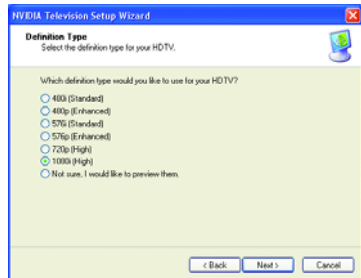 NVIDIA Television Setup Wizard
Definition Type
Select the definition type for your HDTV.
Which definition type would you like to use for your HDTV?
480i (Standard)
480p (Enhanced)
576i (Standard)
576p (Enhanced)
720p (High)
1080i (High)
Not sure, I would like to preview them.
< Back
Next >
Cancel